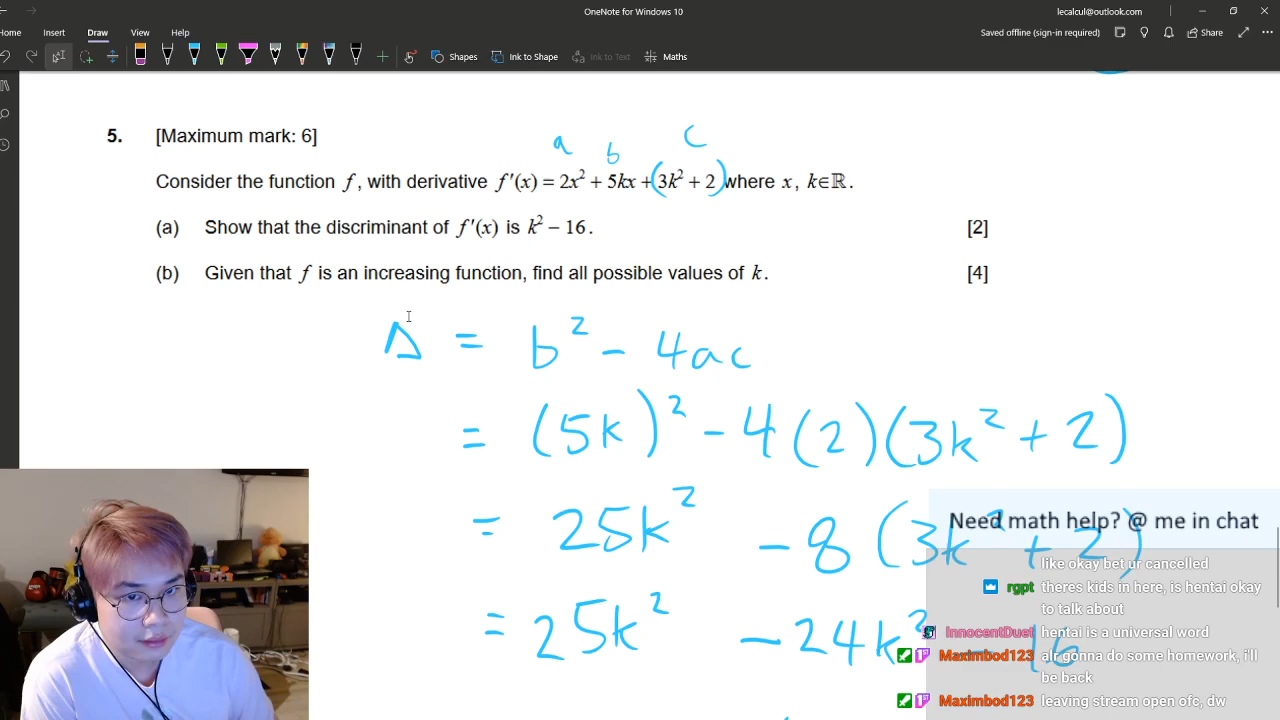 OneNote for Windows 10
lecalcul@outlook.com
Home Insert Draw View Help
Saved offline (sign-in required) Share
Shapes Ink to Shape Ink to Text Maths
5. [Maximum mark: 6]
a b c
Consider the function f, with derivative f′(x) = 2x² + 5kx + (3k² + 2) where x, k∈ℝ.
(a) Show that the discriminant of f′(x) is k² − 16. [2]
(b) Given that f is an increasing function, find all possible values of k. [4]
Δ = b² − 4ac
= (5k)² − 4(2)(3k² + 2)
= 25k² − 8(3k² + 2)
Need math help? @ me in chat
like okay bet ur cancelled
rgpt theres kids in here, is hentai okay
to talk about
= 25k² − 24k² − 16
InnocentDuet hentai is a universal word
Maximbod123 alr gonna do some homework, i'll
be back
Maximbod123 leaving stream open ofc, dw